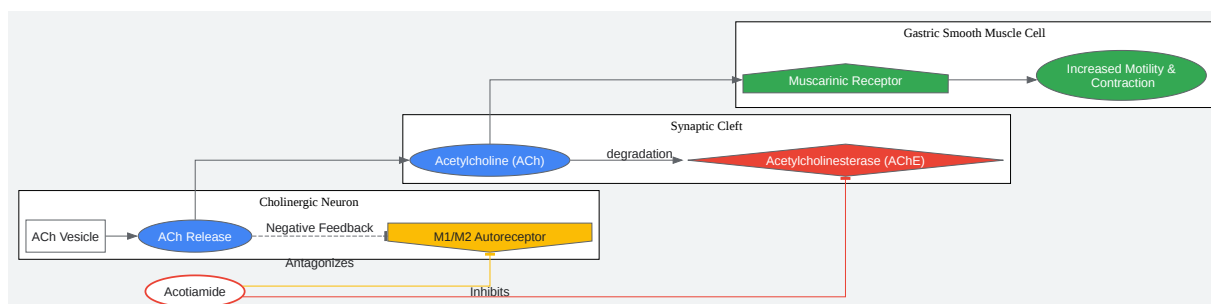 Gastric Smooth Muscle Cell
Muscarinic Receptor
Increased Motility &
Contraction
Synaptic Cleft
Acetylcholine (ACh)
degradation
Acetylcholinesterase (AChE)
Cholinergic Neuron
ACh Vesicle
ACh Release
Negative Feedback
M1/M2 Autoreceptor
Antagonizes
Acotiamide
Inhibits